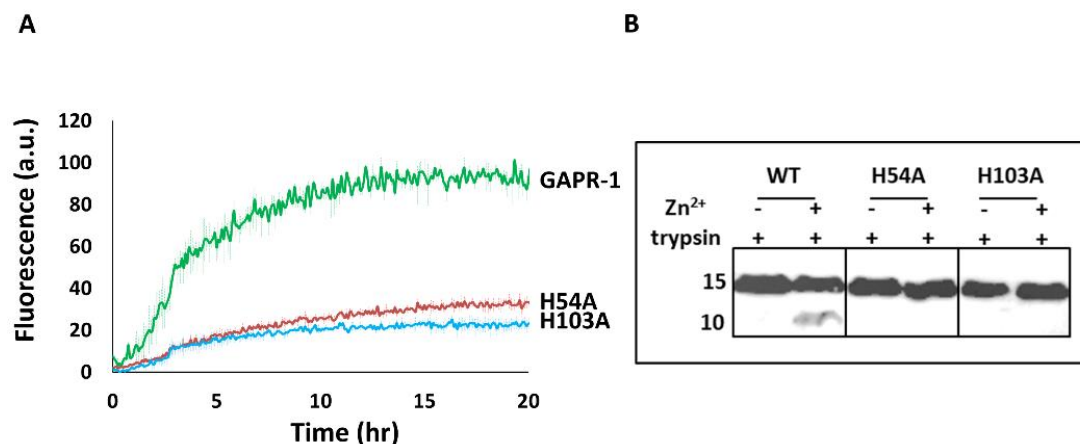 A
B
120
100
80
60
40
20
0
Fluorescence (a.u.)
0 5 10 15 20
Time (hr)
GAPR-1
H54A
H103A
WT H54A H103A
Zn2+ - + - + - +
trypsin + + + + + +
15
10